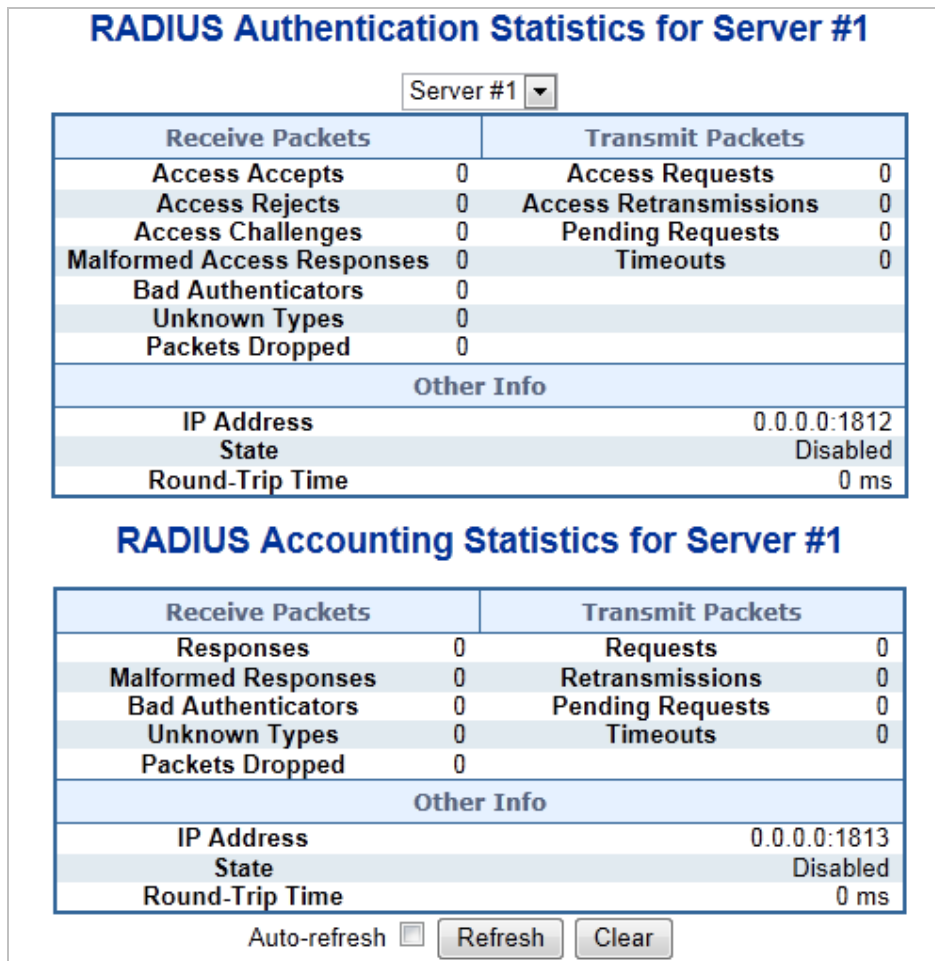 RADIUS Authentication Statistics for Server #1
Server #1
Receive Packets Transmit Packets
Access Accepts 0 Access Requests 0
Access Rejects 0 Access Retransmissions 0
Access Challenges 0 Pending Requests 0
Malformed Access Responses 0 Timeouts 0
Bad Authenticators 0
Unknown Types 0
Packets Dropped 0
Other Info
IP Address 0.0.0.0:1812
State Disabled
Round-Trip Time 0 ms
RADIUS Accounting Statistics for Server #1
Receive Packets Transmit Packets
Responses 0 Requests 0
Malformed Responses 0 Retransmissions 0
Bad Authenticators 0 Pending Requests 0
Unknown Types 0 Timeouts 0
Packets Dropped 0
Other Info
IP Address 0.0.0.0:1813
State Disabled
Round-Trip Time 0 ms
Auto-refresh Refresh Clear